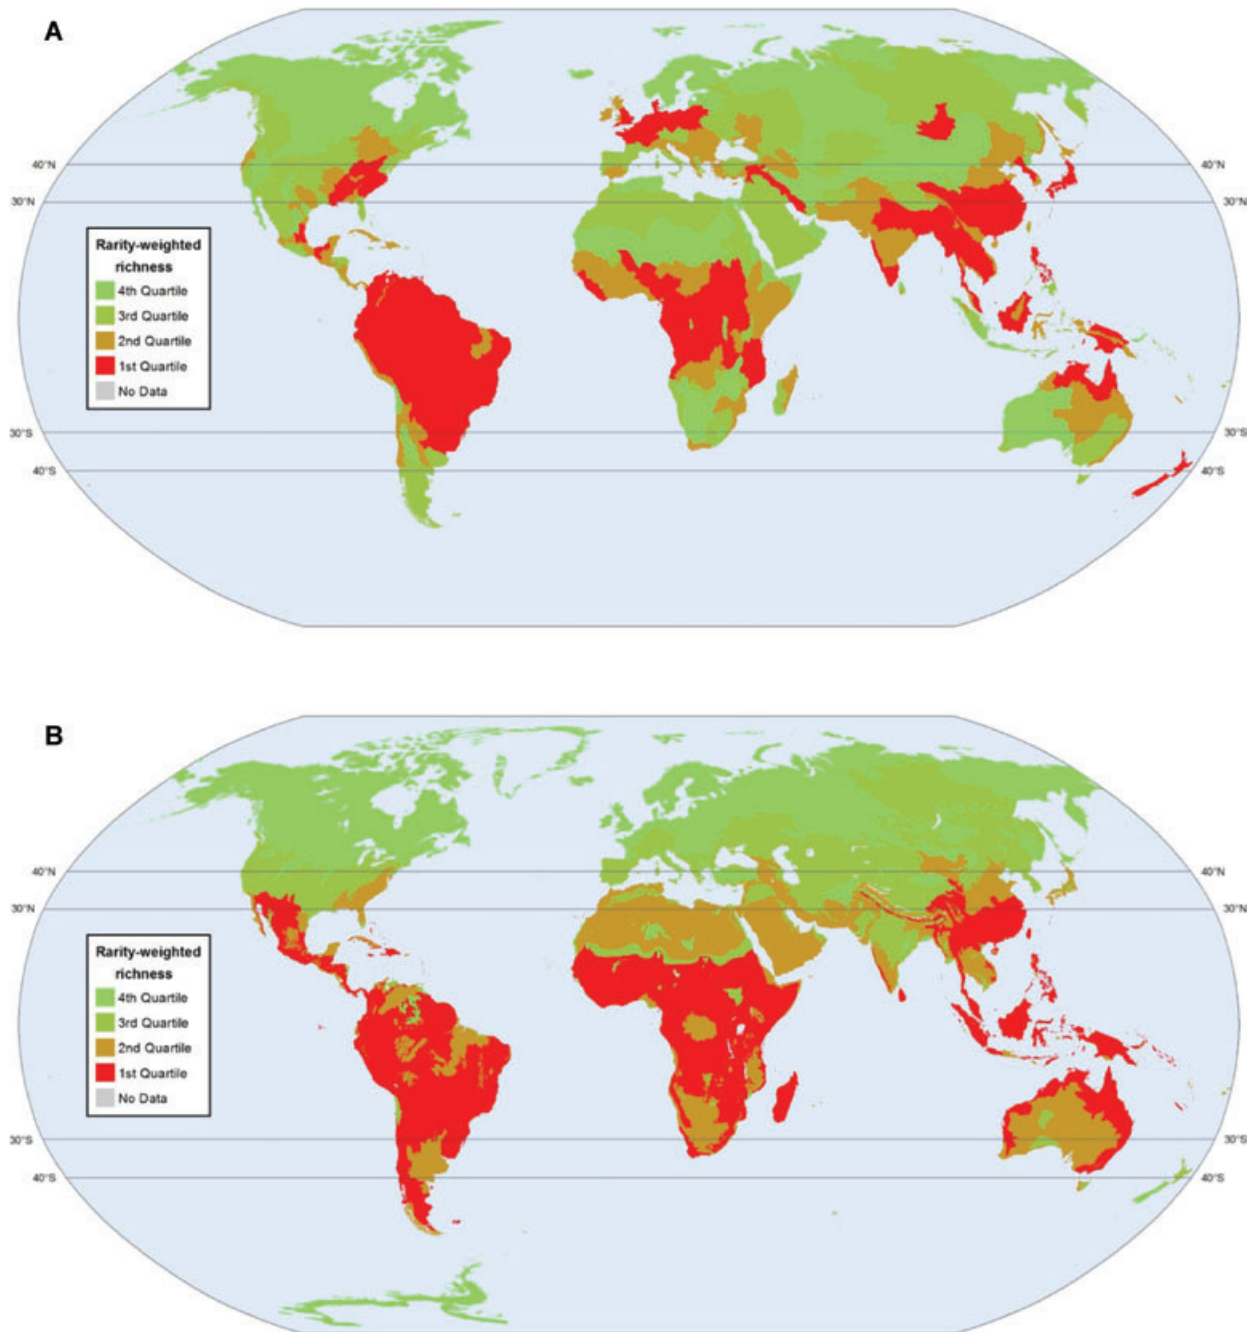 A
40°N
40°N
30°N
30°N
Rarity-weighted
richness
4th Quartile
3rd Quartile
2nd Quartile
1st Quartile
No Data
30°S
30°S
40°S
40°S
B
40°N
40°N
30°N
30°N
Rarity-weighted
richness
4th Quartile
3rd Quartile
2nd Quartile
1st Quartile
No Data
30°S
30°S
40°S
40°S